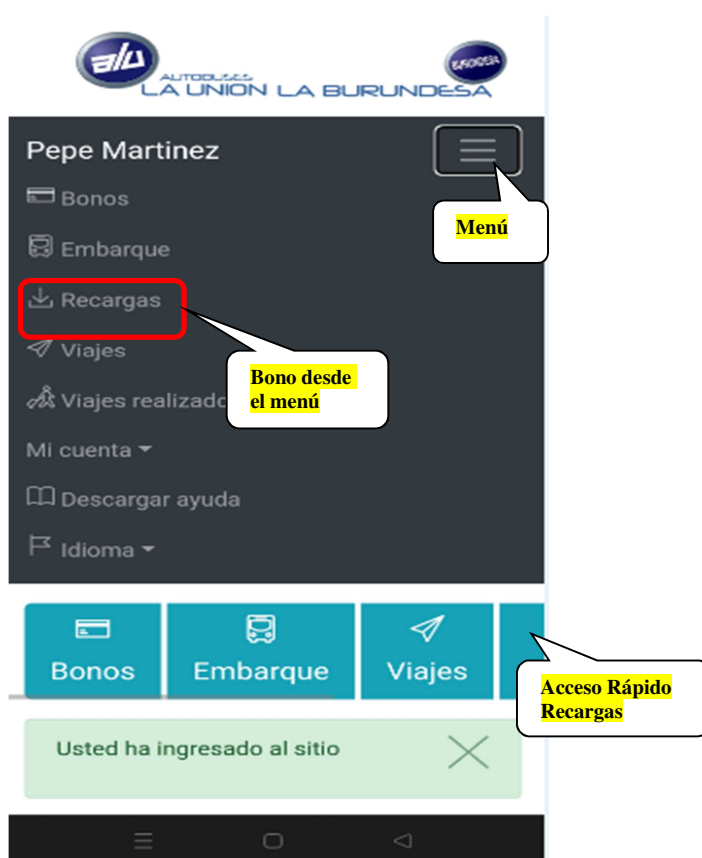 a/u
BURUNDESA
AUTOBUSES
LA UNION LA BURUNDESA
Pepe Martinez
Bonos
Menú
Embarque
Recargas
Viajes
Bono desde
el menú
Viajes realizado
Mi cuenta
Descargar ayuda
Idioma
Bonos
Embarque
Viajes
Acceso Rápido
Recargas
Usted ha ingresado al sitio